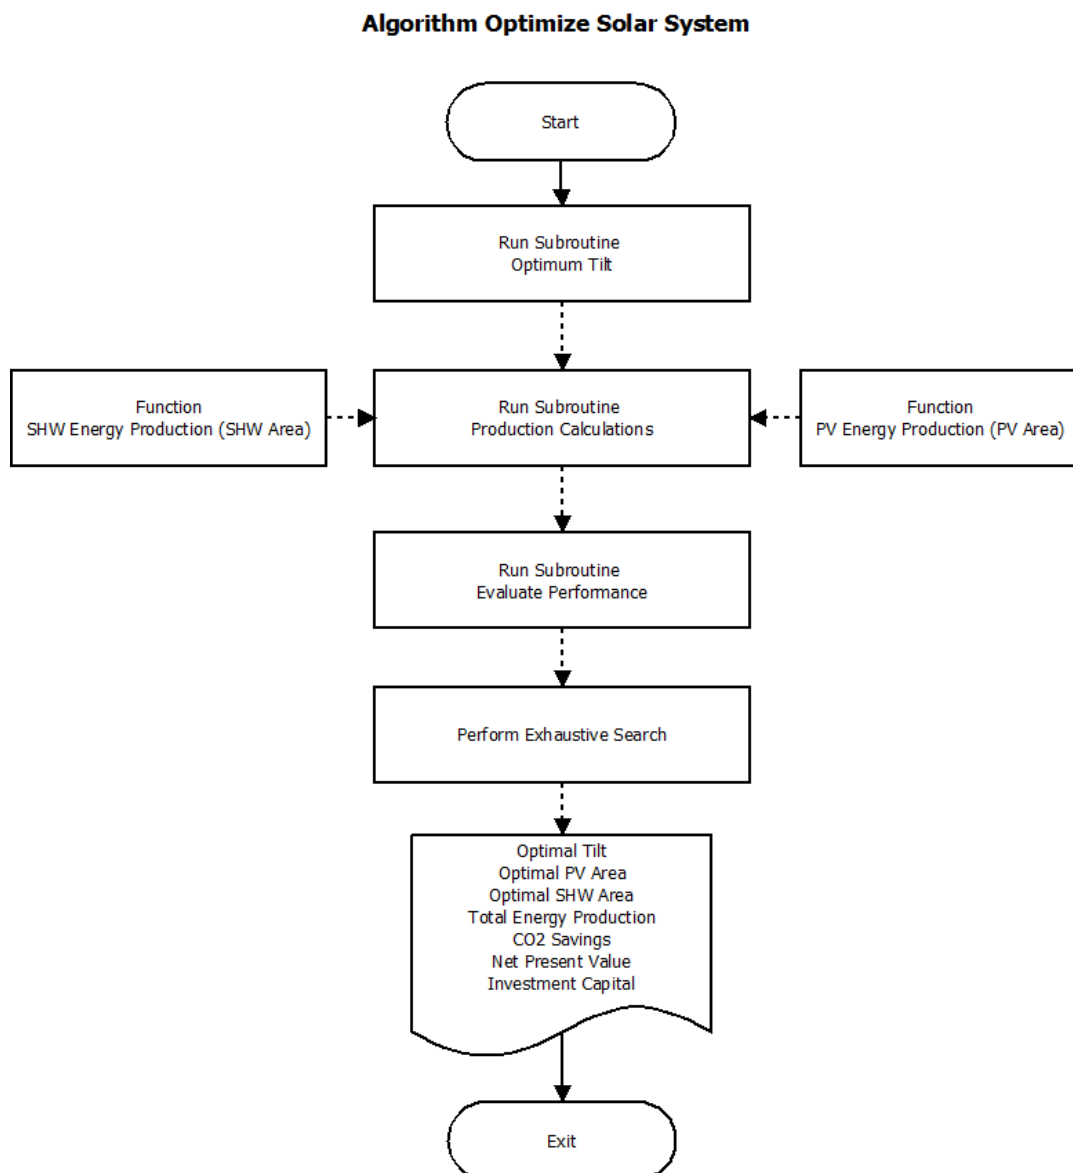 Algorithm Optimize Solar System
Start
Run Subroutine
Optimum Tilt
Function
SHW Energy Production (SHW Area)
Run Subroutine
Production Calculations
Function
PV Energy Production (PV Area)
Run Subroutine
Evaluate Performance
Perform Exhaustive Search
Optimal Tilt
Optimal PV Area
Optimal SHW Area
Total Energy Production
CO2 Savings
Net Present Value
Investment Capital
Exit